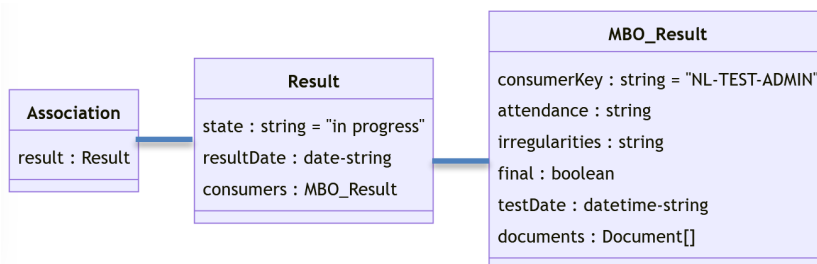 Association
result : Result
Result
state : string = "in progress"
resultDate : date-string
consumers : MBO_Result
MBO_Result
consumerKey : string = "NL-TEST-ADMIN"
attendance : string
irregularities : string
final : boolean
testDate : datetime-string
documents : Document[]